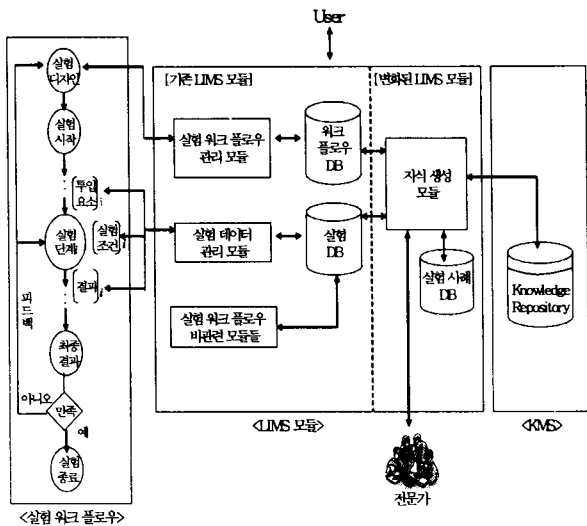 User
[기존 LIMS 모듈]
[변화된 LIMS 모듈]
실험
디자인
실험
시작
투입
요소 i
실험
단계i
실험
조건 i
결과 i
피드백
최종
결과
아니오
만족
예
실험
종료
<실험 워크 플로우>
실험 워크 플로우
관리 모듈
워크
플로우
DB
실험 데이터
관리 모듈
실험
DB
실험 워크 플로우
비관련 모듈들
지식 생성
모듈
실험 사례
DB
Knowledge
Repository
<LIMS 모듈>
<KMS>
전문가